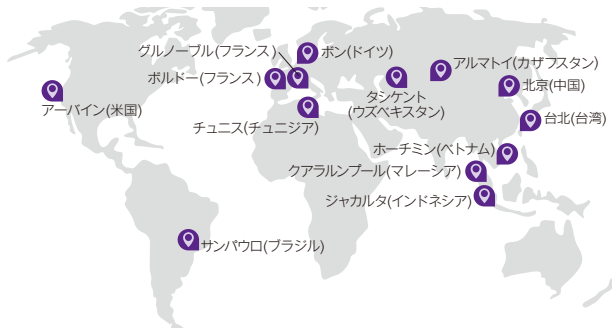 グルノーブル(フランス)
ボン(ドイツ)
アルマトイ(カザフスタン)
ボルドー(フランス)
北京(中国)
アーバイン(米国)
タシケント
(ウズベキスタン)
台北(台湾)
チュニス(チュニジア)
ホーチミン(ベトナム)
クアラルンプール(マレーシア)
ジャカルタ(インドネシア)
サンパウロ(ブラジル)